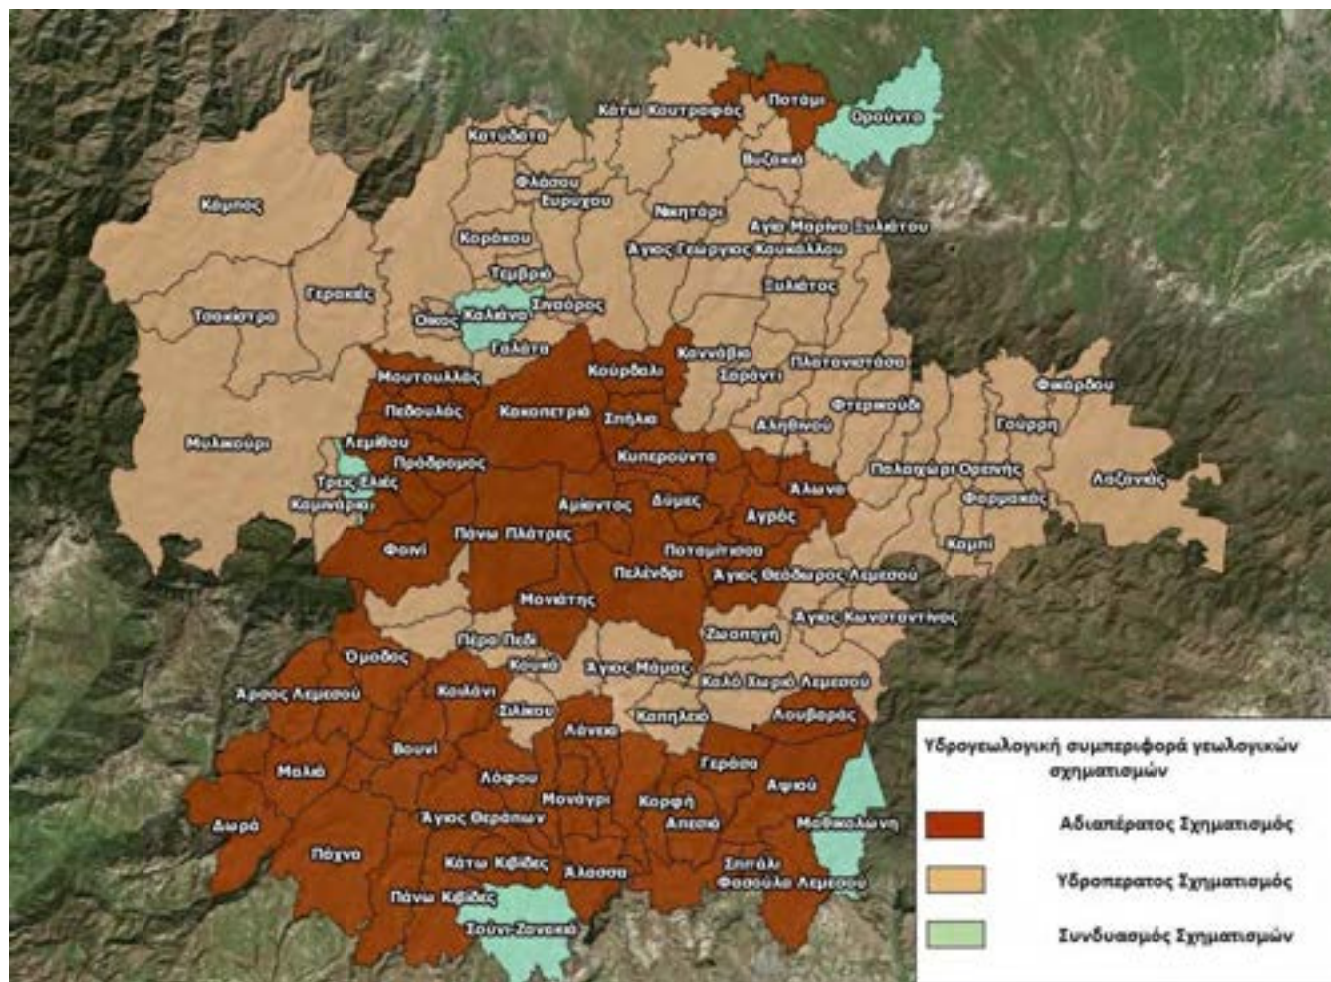 Κάτω Κουτραφάς
Ποτάμι
Ορούντα
Κατύδατα
Βυζακιά
Φλάσου
Ευρύχου
Κάμπος
Νικητάρι
Αγία Μαρίνα Ξυλιάτου
Κοράκου
Άγιος Γεώργιος Καυκάλλου
Τεμβριά
Ξυλιάτος
Γερακιές
Σιναόρος
Τσακίστρα
Οίκος
Καλιάνα
Γαλάτα
Καννάβια
Πλατανιστάσα
Μουτουλλάς
Κούρδαλι
Σαράντι
Φικάρδου
Πεδουλάς
Κακοπετριά
Σπήλια
Φτερικούδι
Αληθινού
Γούρρη
Μυλικούρι
Λεμίθου
Πρόδρομος
Κυπερούντα
Παλαιχώρι Ορεινής
Τρεις Ελιές
Λαζανιάς
Καμινάρια
Αμίαντος
Δύμες
Άλωνα
Φαρμακάς
Αγρός
Πάνω Πλάτρες
Φοινί
Ποταμίτισσα
Καμπί
Πελένδρι
Άγιος Θεόδωρος Λεμεσού
Μονιάτης
Άγιος Κωνσταντίνος
Πέρα Πεδί
Ζωοπηγή
Όμοδος
Κουκά
Άγιος Μάμας
Καλό Χωριό Λεμεσού
Άρσος Λεμεσού
Κοιλάνι
Σιλίκου
Καπηλειό
Λουβαράς
Λάνεια
Βουνί
Γεράσα
Μαλιά
Λόφου
Αψιού
Μονάγρι
Κορφή
Δωρά
Άγιος Θεράπων
Απεσιά
Μαθικολώνη
Πάχνα
Κάτω Κιβίδες
Άλασσα
Σπιτάλι
Φασούλα Λεμεσού
Πάνω Κιβίδες
Σούνι-Ζανακιά
Υδρογεωλογική συμπεριφορά γεωλογικών
σχηματισμών
Αδιαπέρατος Σχηματισμός
Υδροπερατος Σχηματισμός
Συνδυασμός Σχηματισμών